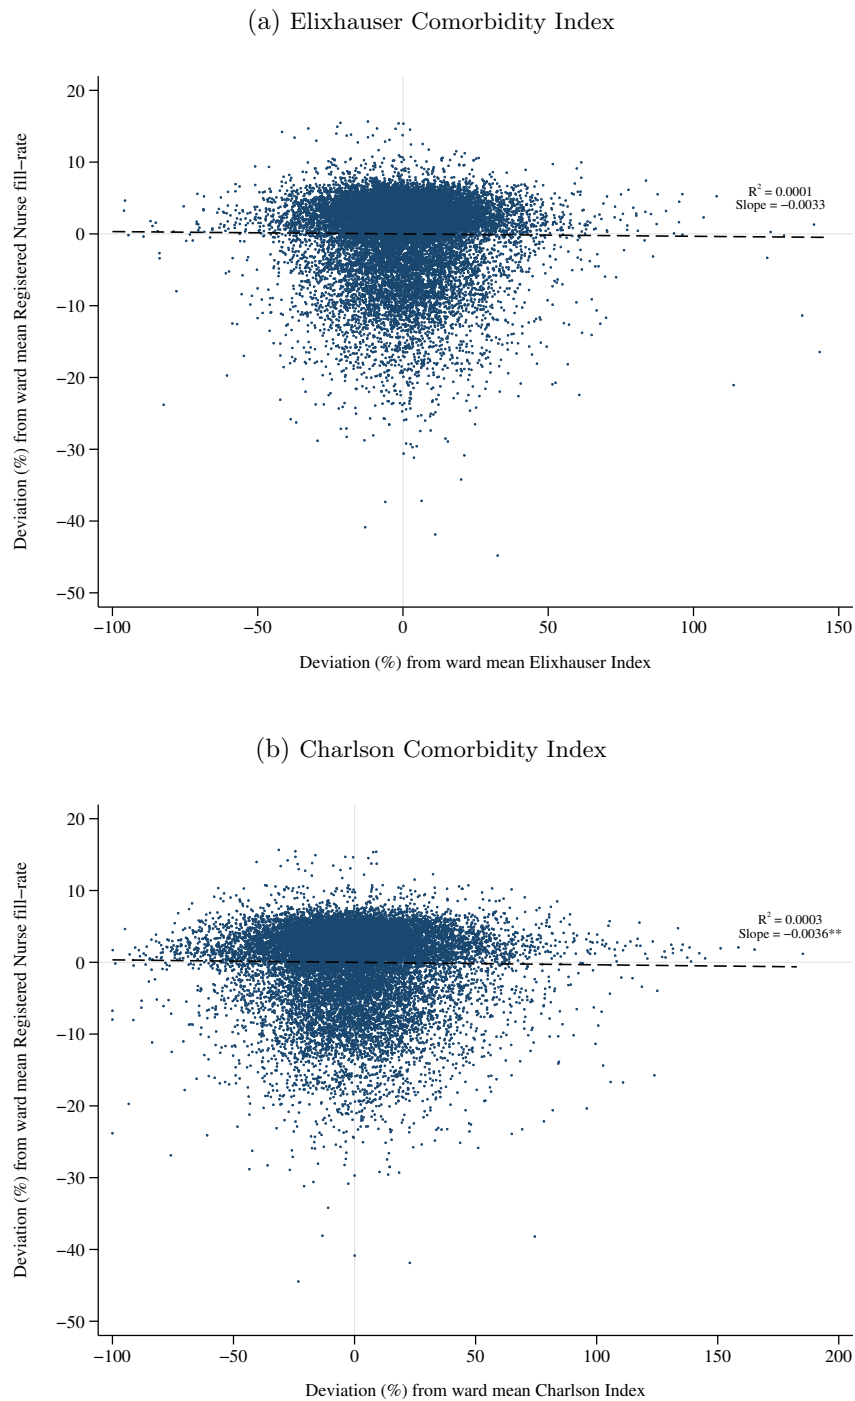 (a) Elixhauser Comorbidity Index
20
10
0
−10
−20
−30
−40
−50
Deviation (%) from ward mean Registered Nurse fill−rate
R² = 0.0001
Slope = −0.0033
−100 −50 0 50 100 150
Deviation (%) from ward mean Elixhauser Index
(b) Charlson Comorbidity Index
20
10
0
−10
−20
−30
−40
−50
Deviation (%) from ward mean Registered Nurse fill−rate
R² = 0.0003
Slope = −0.0036**
−100 −50 0 50 100 150 200
Deviation (%) from ward mean Charlson Index